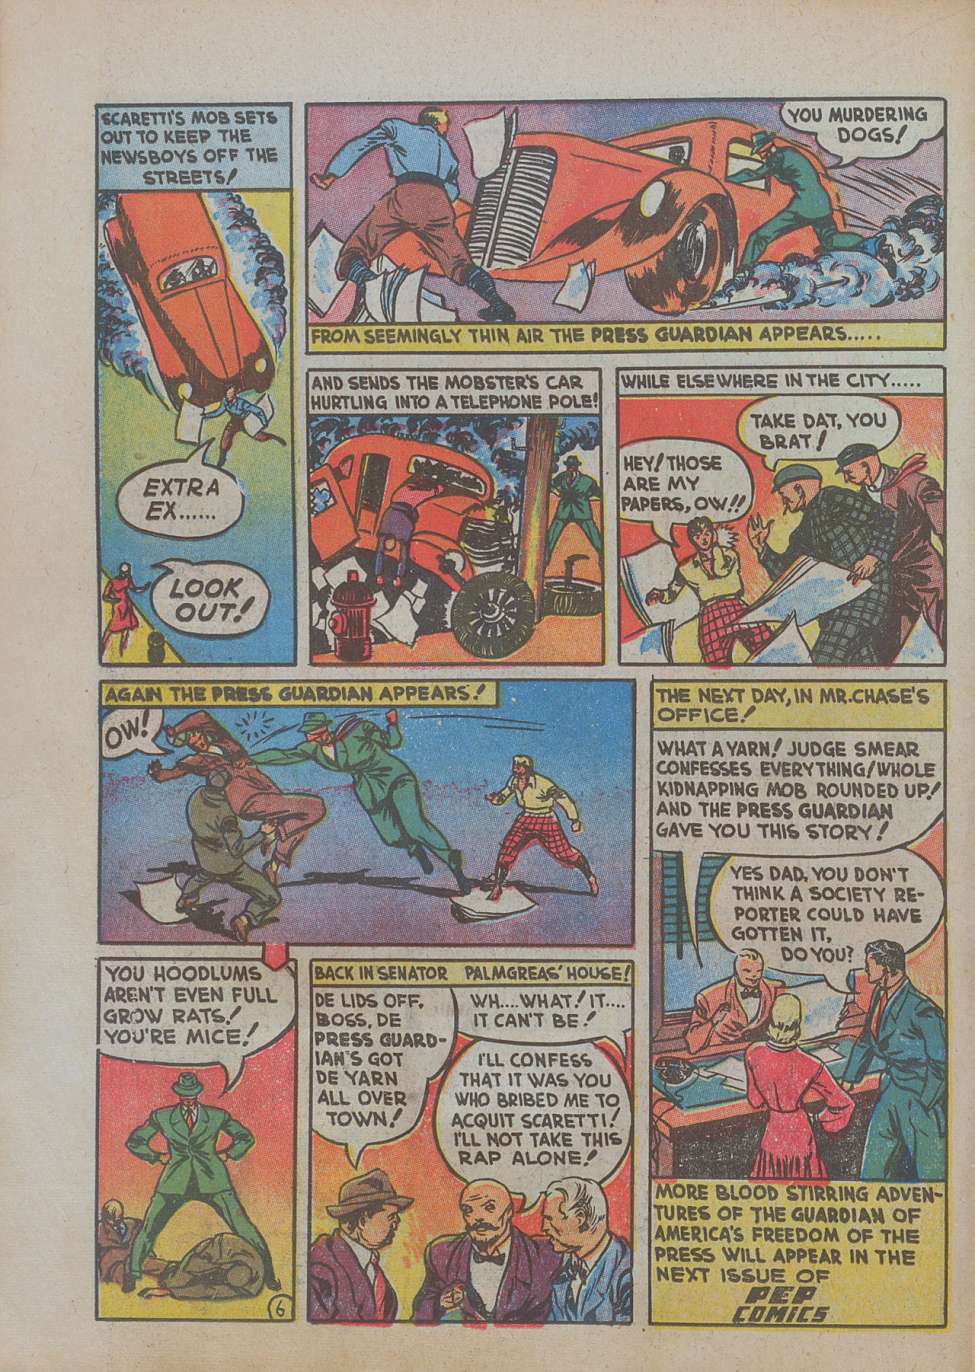 SCARETTI'S MOB SETS
OUT TO KEEP THE
NEWSBOYS OFF THE
STREETS!
EXTRA
EX......
LOOK
OUT!
YOU MURDERING
DOGS!
FROM SEEMINGLY THIN AIR THE PRESS GUARDIAN APPEARS.....
AND SENDS THE MOBSTER'S CAR
HURTLING INTO A TELEPHONE POLE!
WHILE ELSEWHERE IN THE CITY.....
TAKE DAT, YOU
BRAT!
HEY! THOSE
ARE MY
PAPERS, OW!!
AGAIN THE PRESS GUARDIAN APPEARS!
OW!
THE NEXT DAY, IN MR. CHASE'S
OFFICE!
WHAT A YARN! JUDGE SMEAR
CONFESSES EVERYTHING! WHOLE
KIDNAPPING MOB ROUNDED UP!
AND THE PRESS GUARDIAN
GAVE YOU THIS STORY!
YES DAD, YOU DON'T
THINK A SOCIETY RE-
PORTER COULD HAVE
GOTTEN IT,
DO YOU?
YOU HOODLUMS
AREN'T EVEN FULL
GROW RATS!
YOU'RE MICE!
6
BACK IN SENATOR PALMGREAS' HOUSE!
DE LIDS OFF,
BOSS, DE
PRESS GUARD-
IAN'S GOT
DE YARN
ALL OVER
TOWN!
WH....WHAT! IT....
IT CAN'T BE!
I'LL CONFESS
THAT IT WAS YOU
WHO BRIBED ME TO
ACQUIT SCARETTI!
I'LL NOT TAKE THIS
RAP ALONE!
MORE BLOOD STIRRING ADVEN-
TURES OF THE GUARDIAN OF
AMERICA'S FREEDOM OF THE
PRESS WILL APPEAR IN THE
NEXT ISSUE OF
PEP
COMICS